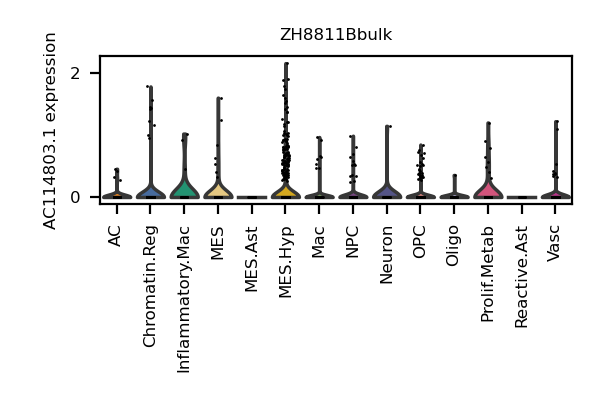 ZH8811Bbulk
AC114803.1 expression
2
0
AC
Chromatin.Reg
Inflammatory.Mac
MES
MES.Ast
MES.Hyp
Mac
NPC
Neuron
OPC
Oligo
Prolif.Metab
Reactive.Ast
Vasc